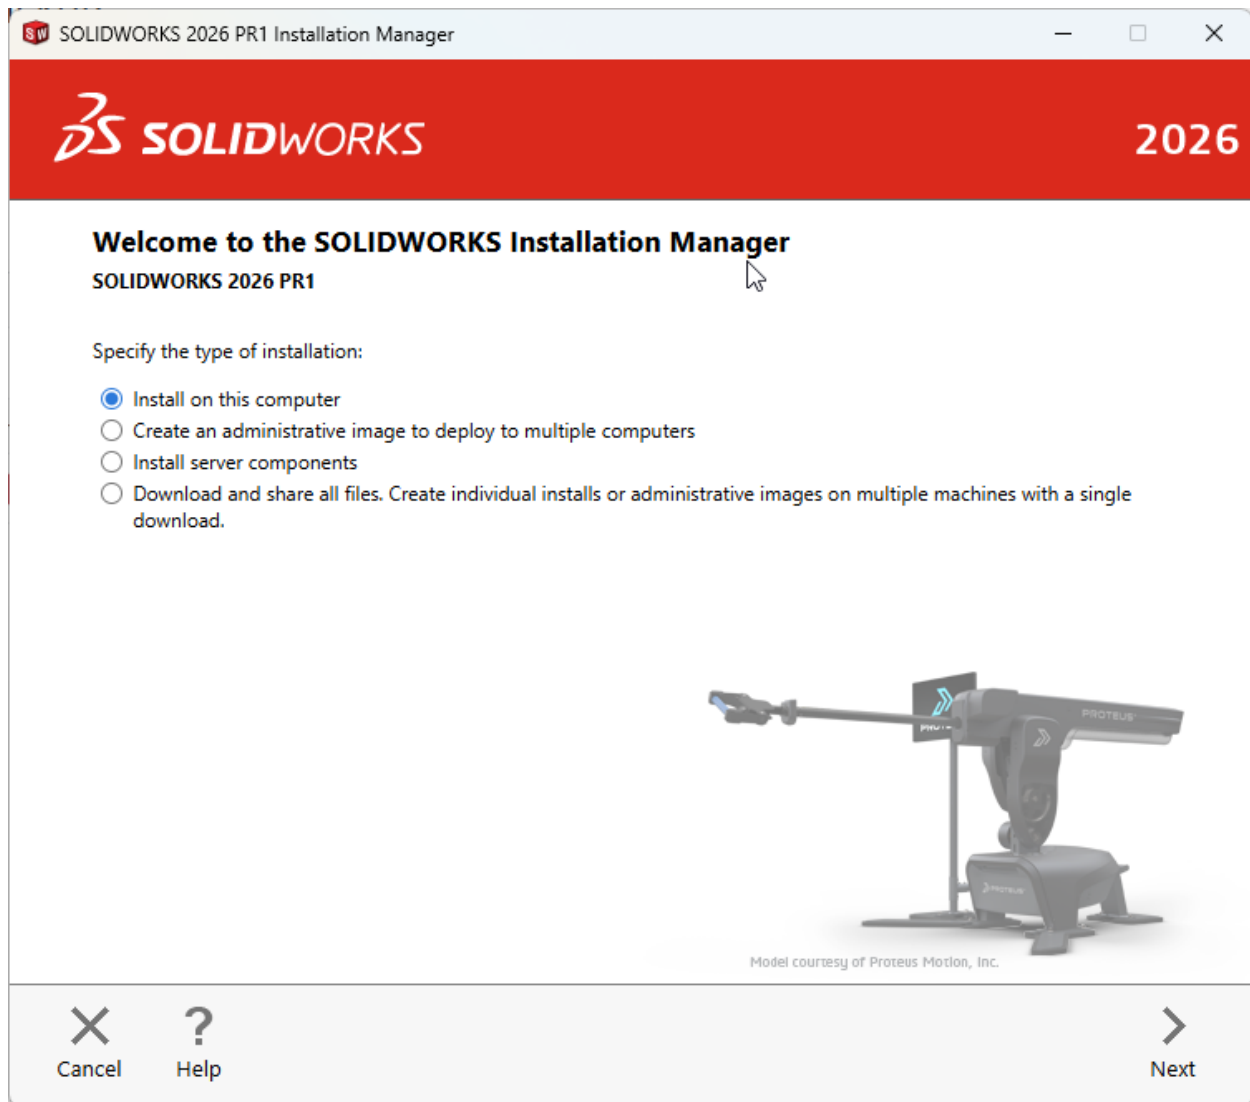 SOLIDWORKS 2026 PR1 Installation Manager
SOLIDWORKS
2026
Welcome to the SOLIDWORKS Installation Manager
SOLIDWORKS 2026 PR1
Specify the type of installation:
Install on this computer
Create an administrative image to deploy to multiple computers
Install server components
Download and share all files. Create individual installs or administrative images on multiple machines with a single
download.
PROTEUS
PROTEUS
Model courtesy of Proteus Motion, Inc.
Cancel
Help
Next